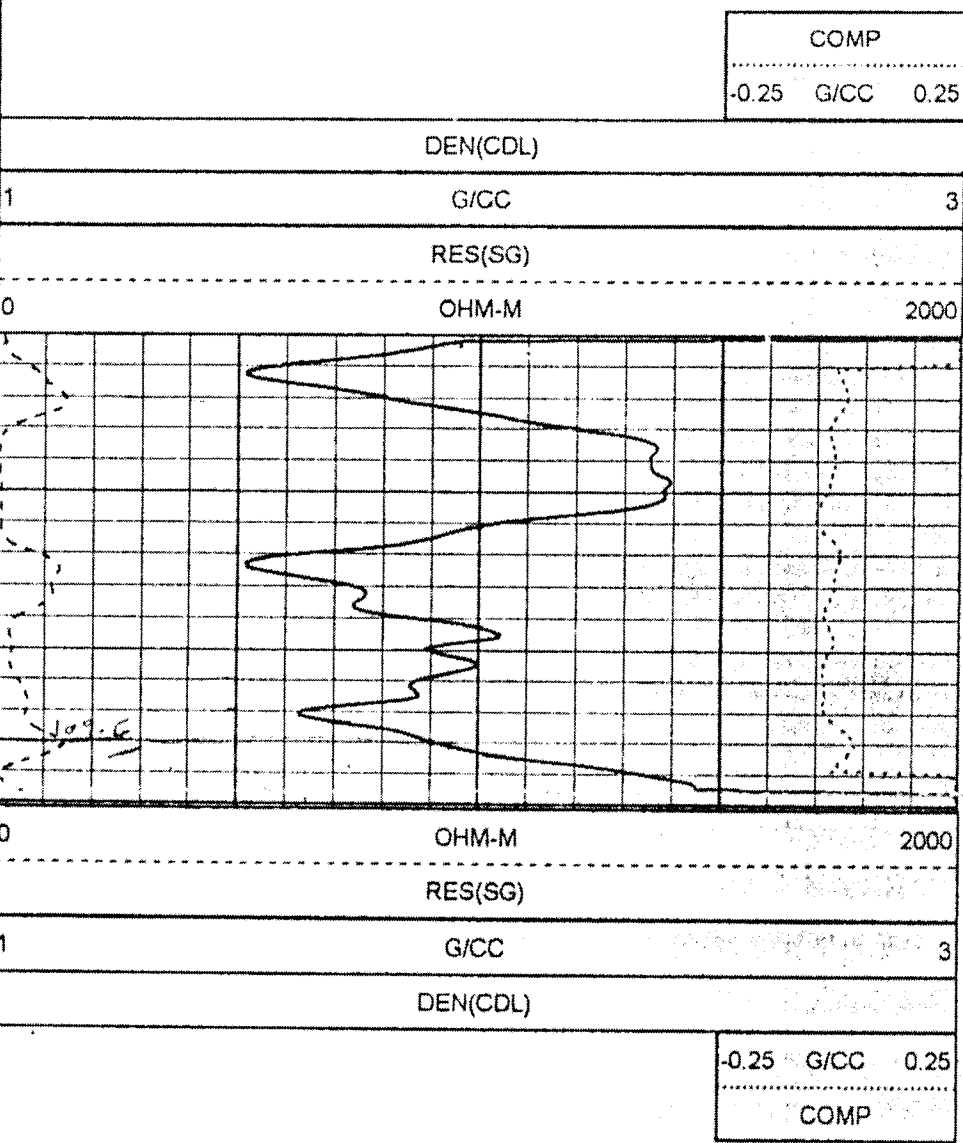 COMP
-0.25 G/CC 0.25
DEN(CDL)
1 G/CC 3
RES(SG)
0 OHM-M 2000
0 OHM-M 2000
RES(SG)
1 G/CC 3
DEN(CDL)
-0.25 G/CC 0.25
COMP